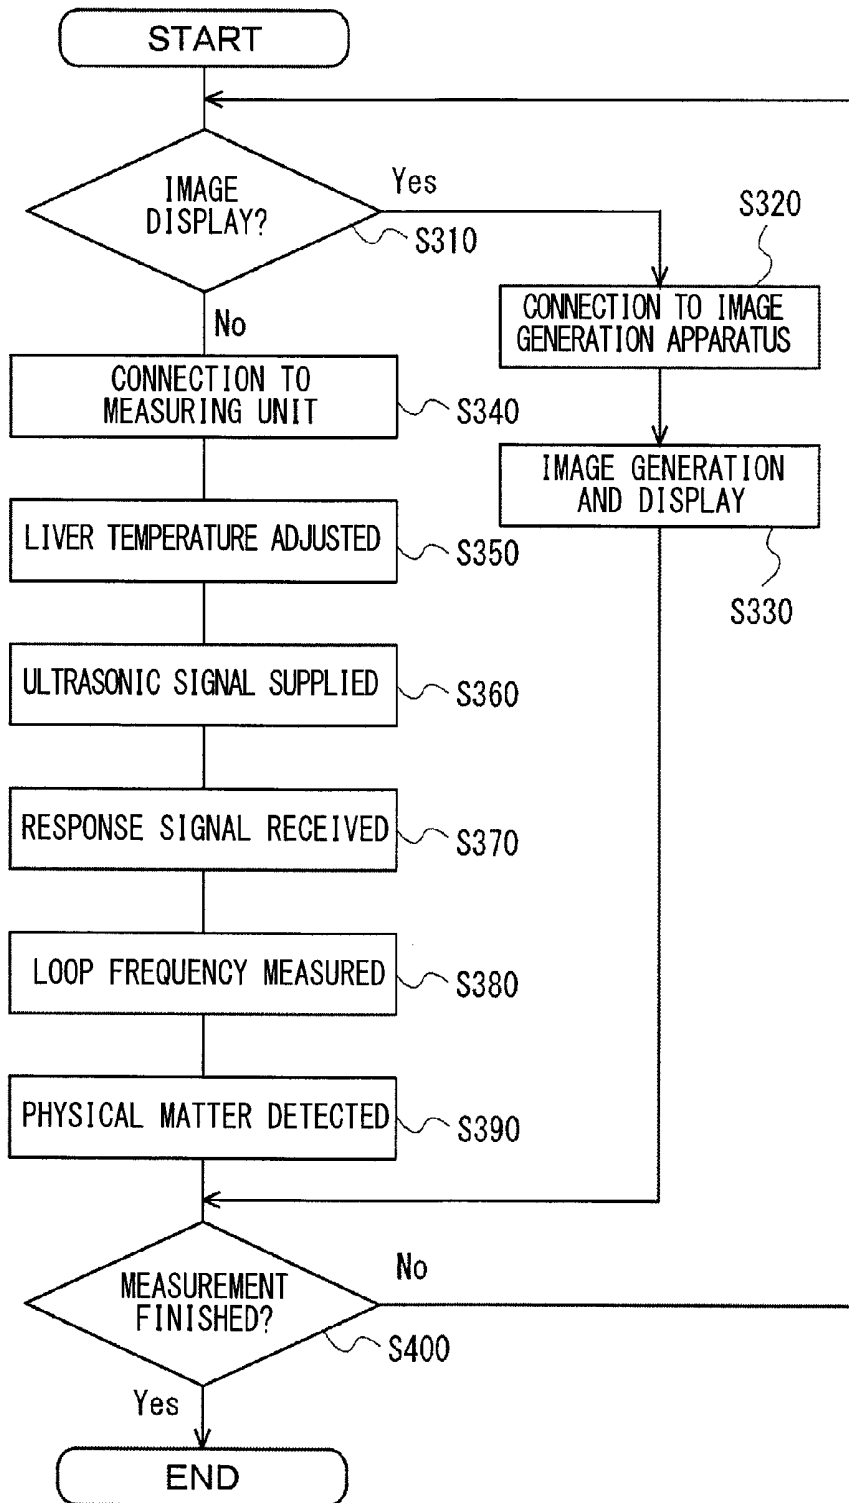 START
IMAGE
DISPLAY?
Yes
S310
No
S320
CONNECTION TO IMAGE
GENERATION APPARATUS
CONNECTION TO
MEASURING UNIT
S340
IMAGE GENERATION
AND DISPLAY
S330
LIVER TEMPERATURE ADJUSTED
S350
ULTRASONIC SIGNAL SUPPLIED
S360
RESPONSE SIGNAL RECEIVED
S370
LOOP FREQUENCY MEASURED
S380
PHYSICAL MATTER DETECTED
S390
MEASUREMENT
FINISHED?
No
S400
Yes
END